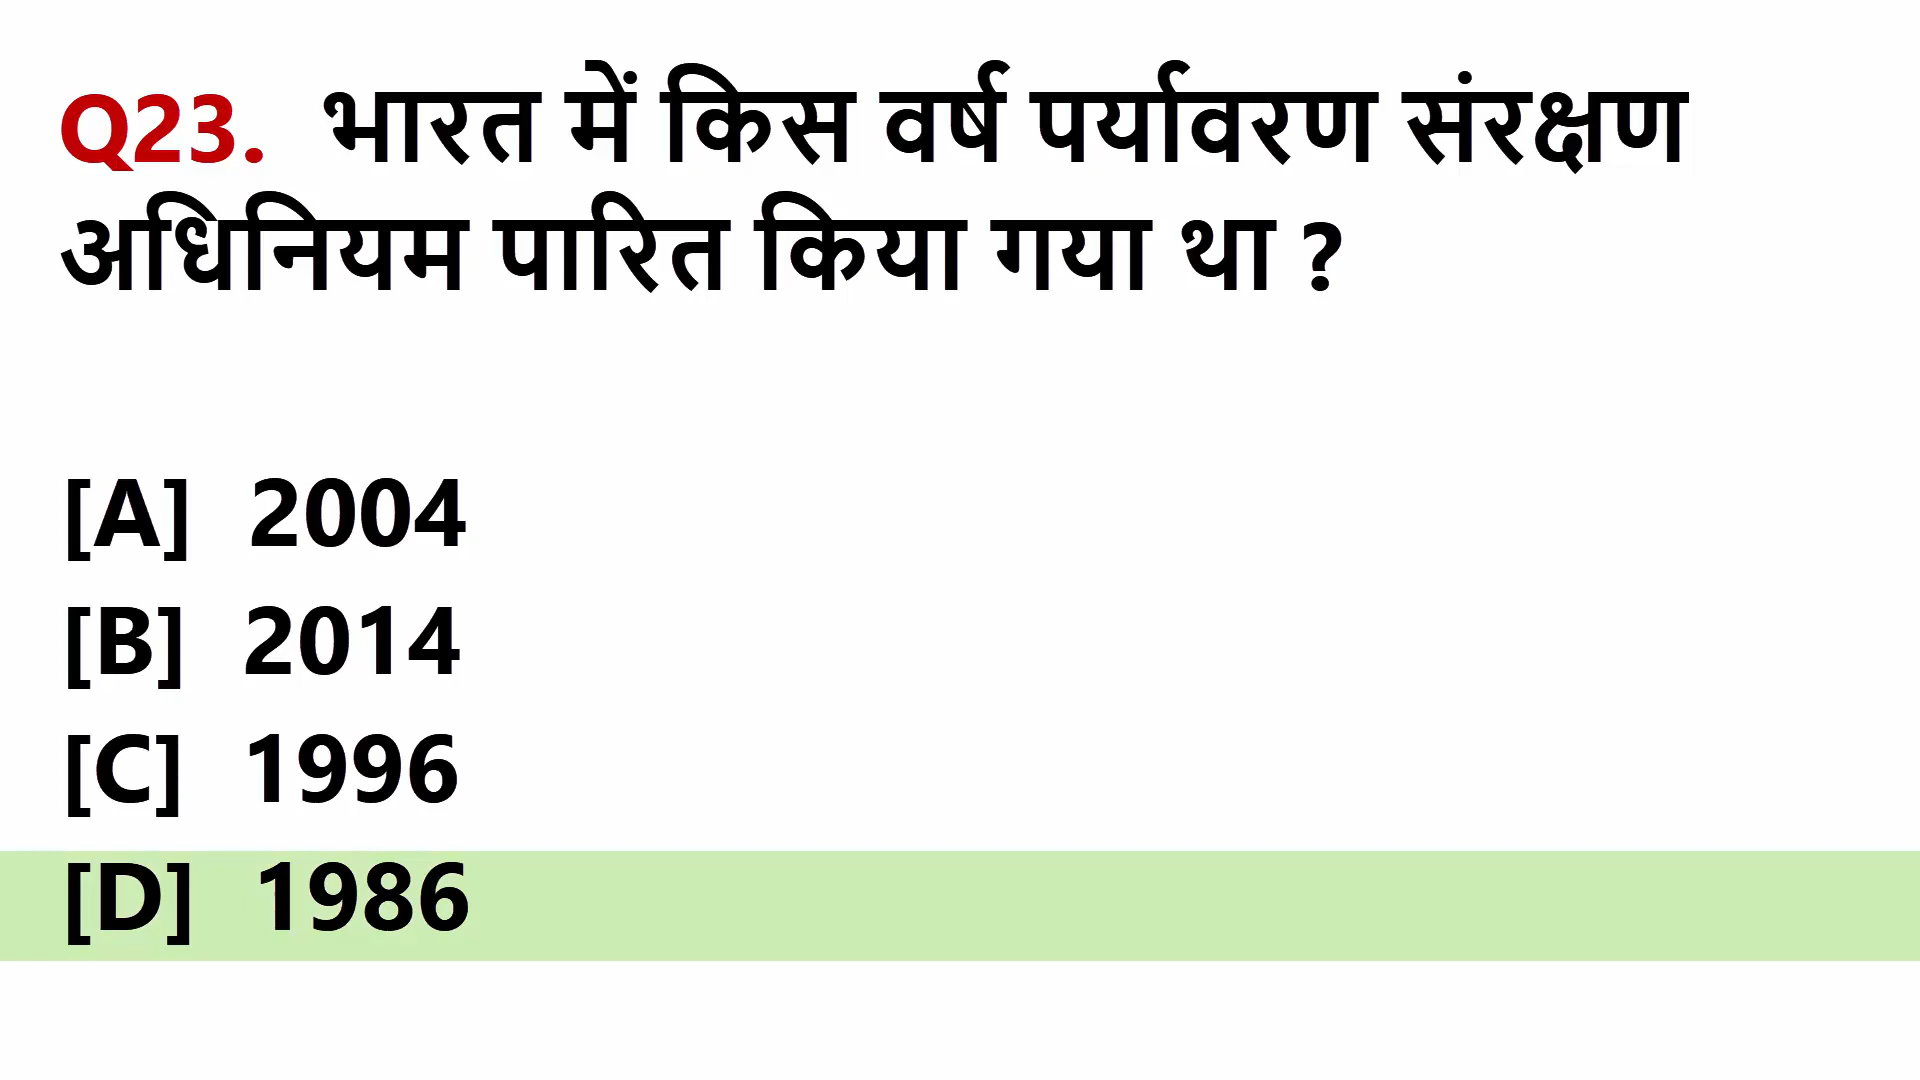 Q23. भारत में किस वर्ष पर्यावरण संरक्षण
अधिनियम पारित किया गया था ?
[A] 2004
[B] 2014
[C] 1996
[D] 1986